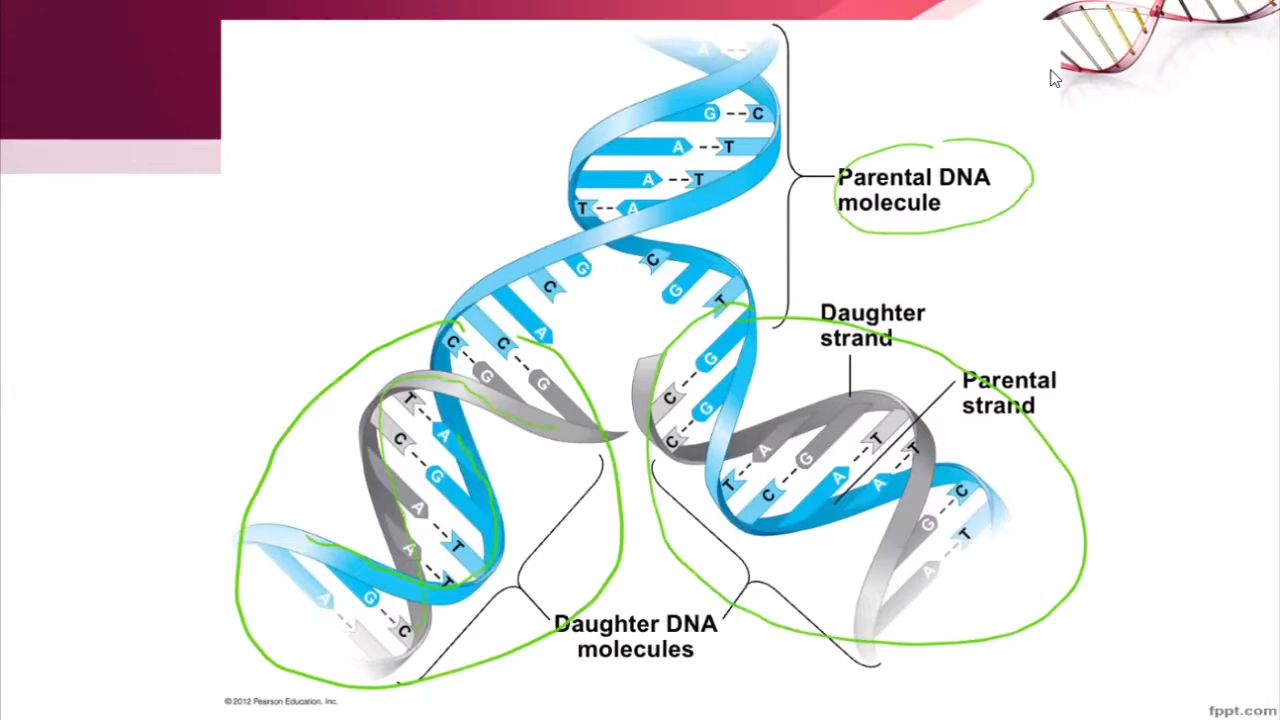 A
G C
A T
A T
T A
Parental DNA
molecule
G C
C G
A T
C G
C G
C G
G C
Daughter
strand
Parental
strand
T A
C G
A T
A T
A
G C
A T
G C
T A
C G
A T
C G
T A
Daughter DNA
molecules
© 2012 Pearson Education, Inc.
fppt.com